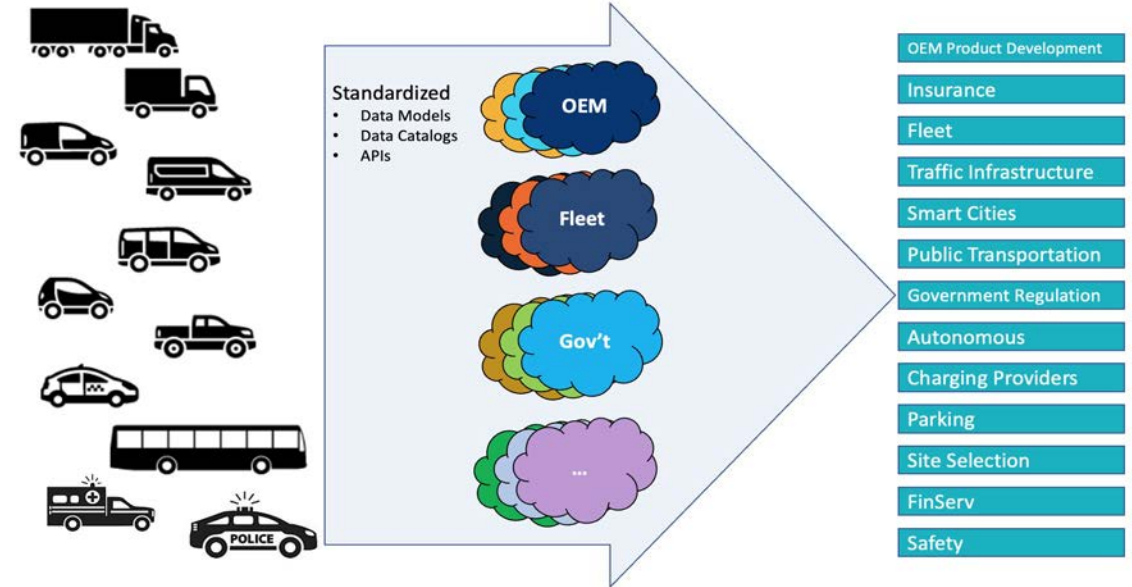 Standardized
• Data Models
• Data Catalogs
• APIs
OEM
Fleet
Gov't
...
POLICE
OEM Product Development
Insurance
Fleet
Traffic Infrastructure
Smart Cities
Public Transportation
Government Regulation
Autonomous
Charging Providers
Parking
Site Selection
FinServ
Safety